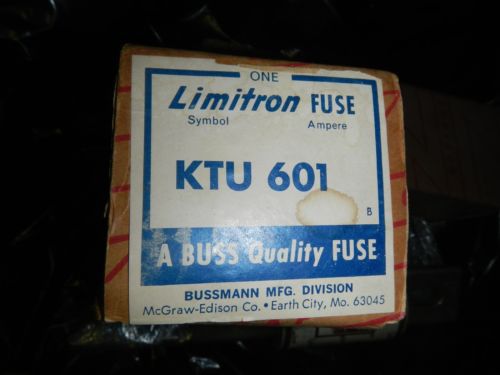 ONE
Limitron FUSE
Symbol Ampere
KTU 601
B
A BUSS Quality FUSE
BUSSMANN MFG. DIVISION
McGraw-Edison Co. • Earth City, Mo. 63045